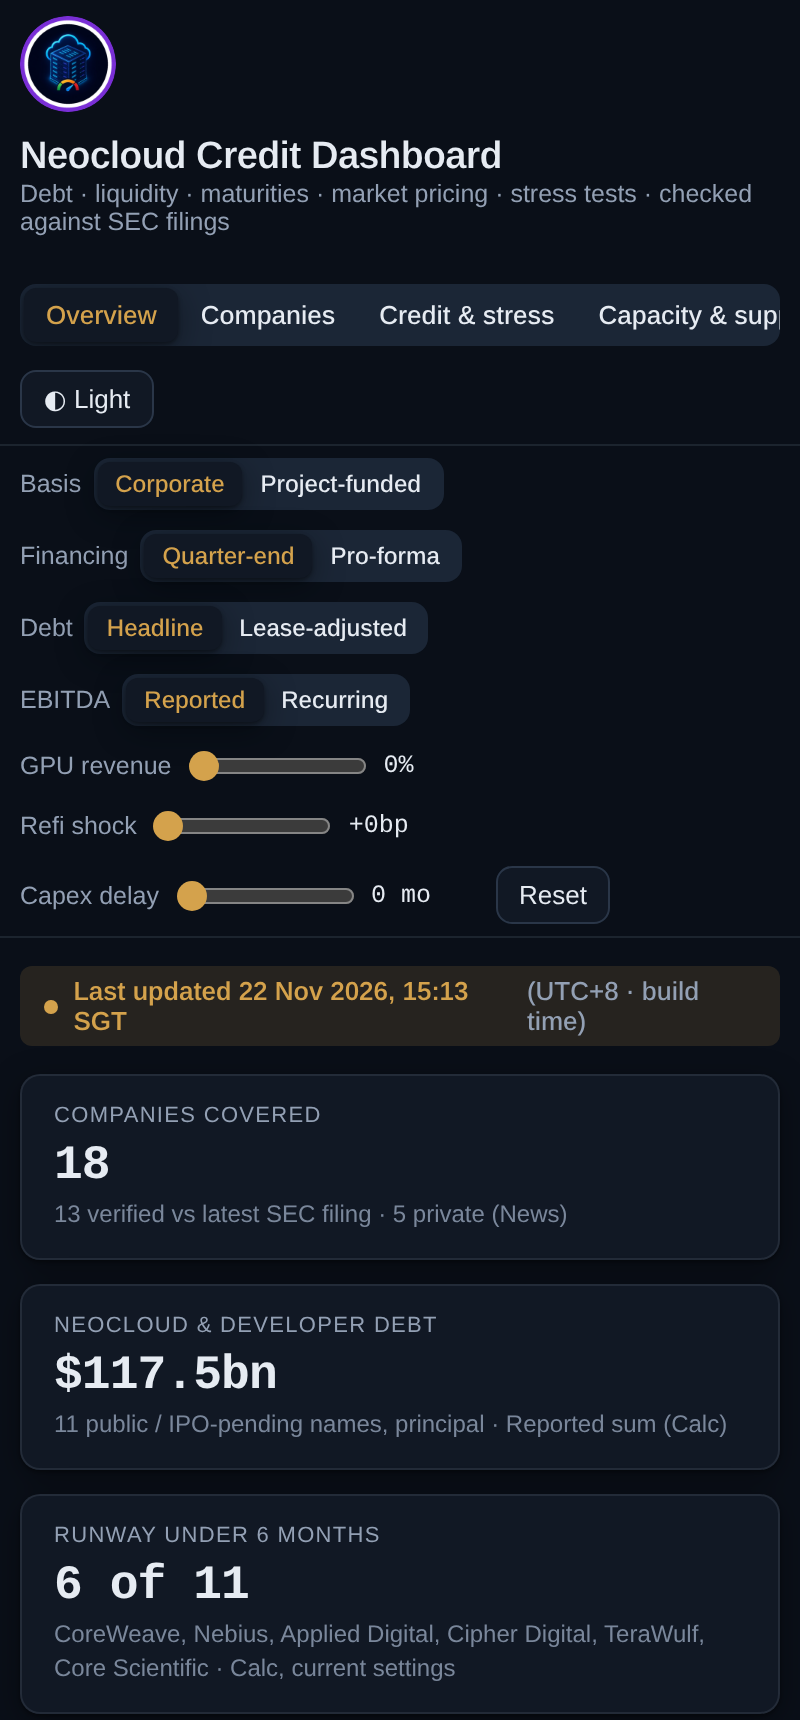 Neocloud Credit Dashboard
Debt · liquidity · maturities · market pricing · stress tests · checked
against SEC filings
Overview Companies Credit & stress Capacity & sup
◐ Light
Basis Corporate Project-funded
Financing Quarter-end Pro-forma
Debt Headline Lease-adjusted
EBITDA Reported Recurring
GPU revenue 0%
Refi shock +0bp
Capex delay 0 mo Reset
Last updated 22 Nov 2026, 15:13
SGT
(UTC+8 · build
time)
COMPANIES COVERED
18
13 verified vs latest SEC filing · 5 private (News)
NEOCLOUD & DEVELOPER DEBT
$117.5bn
11 public / IPO-pending names, principal · Reported sum (Calc)
RUNWAY UNDER 6 MONTHS
6 of 11
CoreWeave, Nebius, Applied Digital, Cipher Digital, TeraWulf,
Core Scientific · Calc, current settings